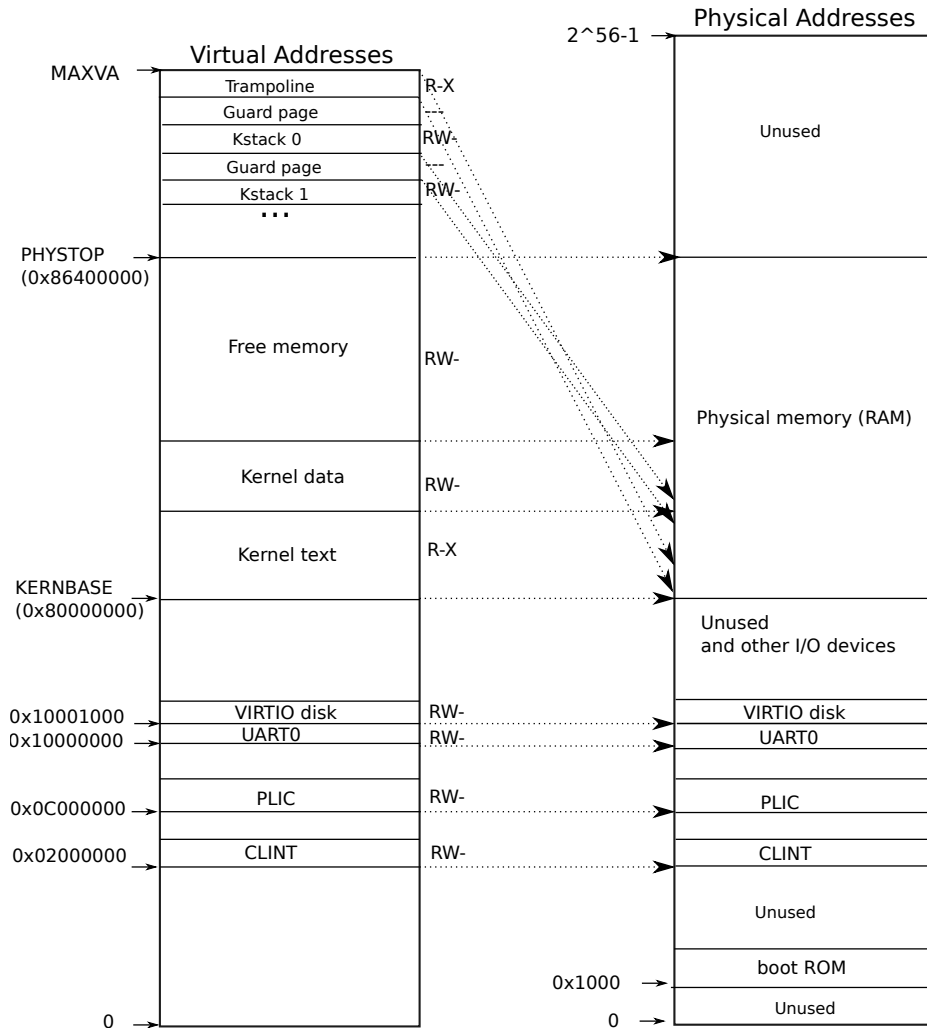 Physical Addresses
2^56-1
Virtual Addresses
MAXVA
Trampoline
R-X
Guard page
---
Unused
Kstack 0
RW-
Guard page
---
Kstack 1
RW-
...
PHYSTOP
(0x86400000)
Free memory
RW-
Physical memory (RAM)
Kernel data
RW-
Kernel text
R-X
KERNBASE
(0x80000000)
Unused
and other I/O devices
0x10001000
VIRTIO disk
RW-
VIRTIO disk
0x10000000
UART0
RW-
UART0
0x0C000000
PLIC
RW-
PLIC
0x02000000
CLINT
RW-
CLINT
Unused
boot ROM
0x1000
Unused
0
0